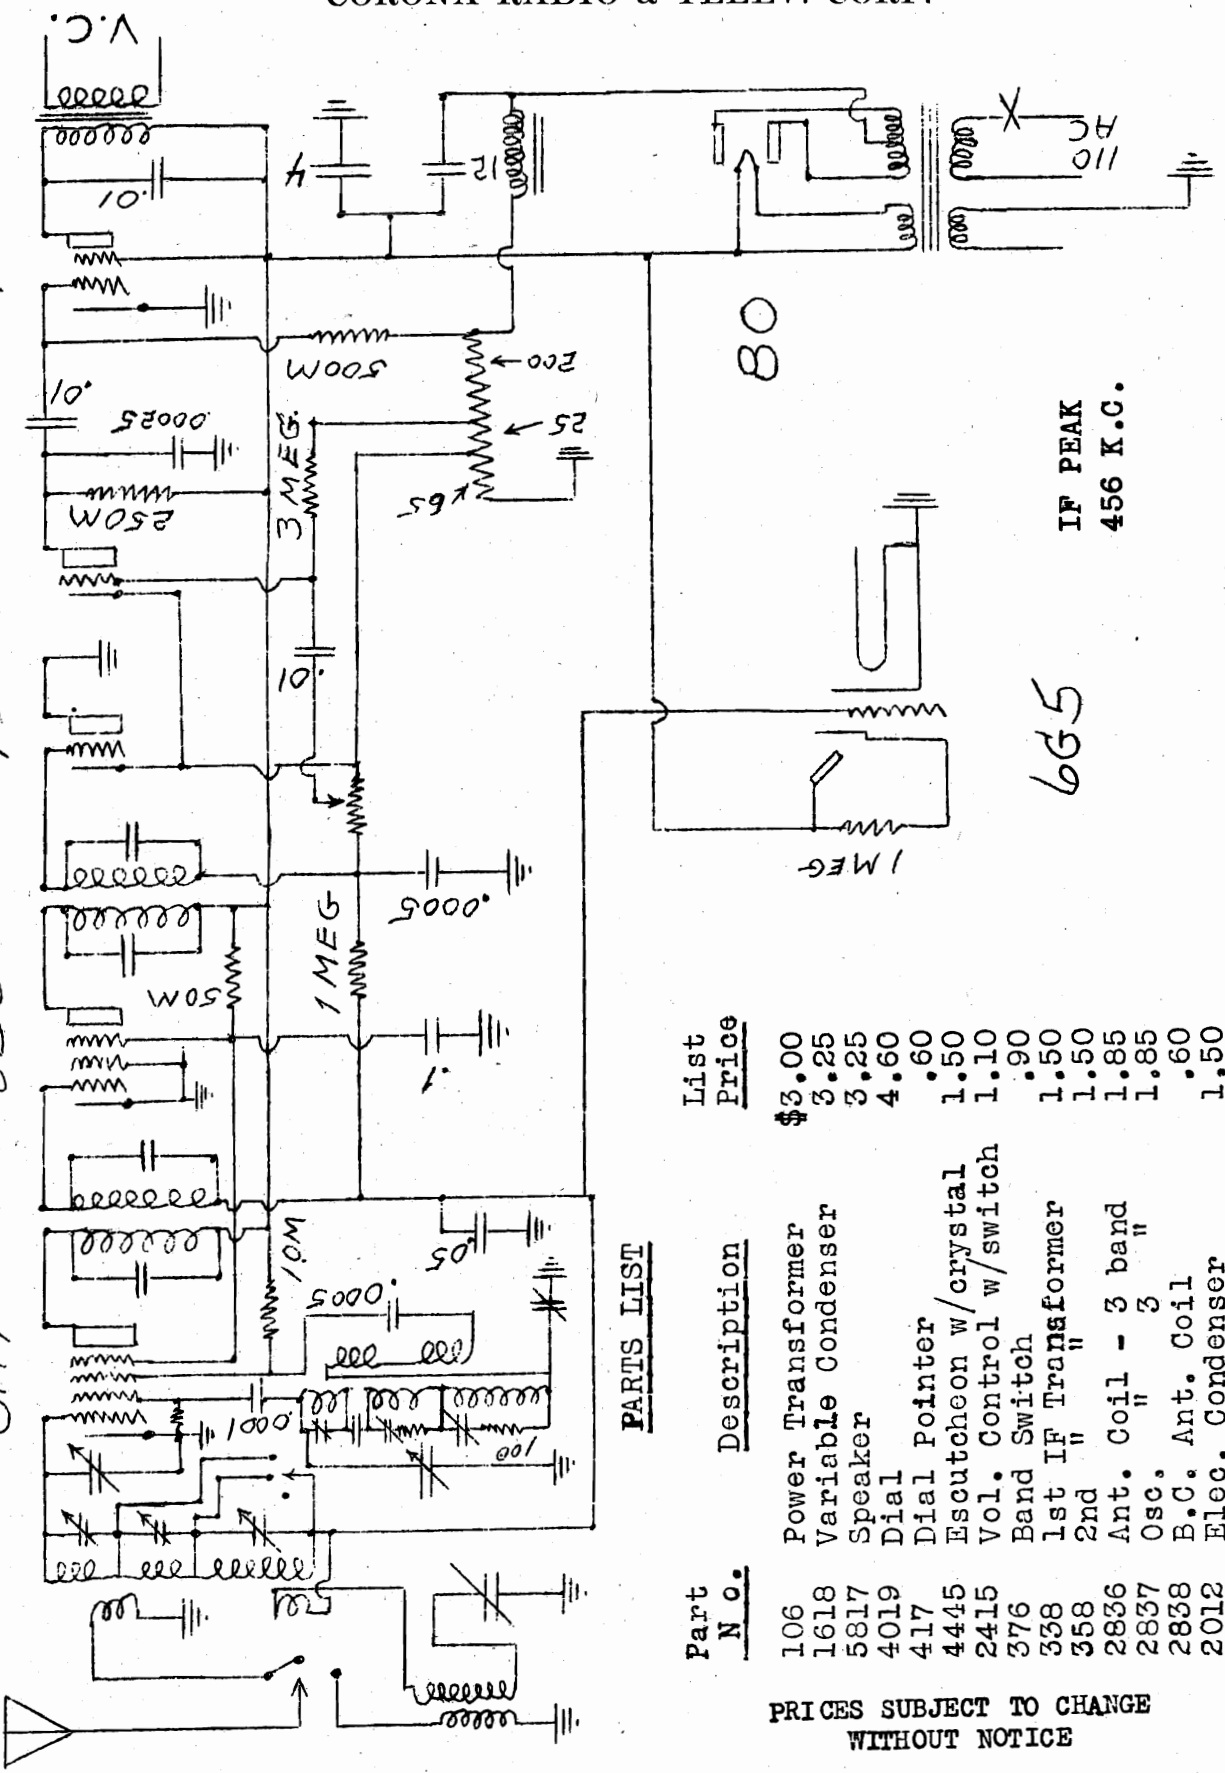 V.C.
.01
4
12
110
AC
80
.01
.00025
250M
500M
3 MEG.
200
25
65
.01
IF PEAK
456 K.C.
6G5
1 MEG
.0005
1 MEG
50M
.1
10M
.05
.0005
.0001
100
PARTS LIST
Part No. Description List Price
106 Power Transformer $3.00
1618 Variable Condenser 3.25
5817 Speaker 3.25
4019 Dial 4.60
417 Dial Pointer .60
4445 Escutcheon w/crystal 1.50
2415 Vol. Control w/switch 1.10
376 Band Switch .90
338 1st IF Transformer 1.50
358 2nd " " 1.50
2836 Ant. Coil - 3 band 1.85
2837 Osc. " 3 " 1.85
2838 B.C. Ant. Coil .60
2012 Elec. Condenser 1.50
PRICES SUBJECT TO CHANGE
WITHOUT NOTICE